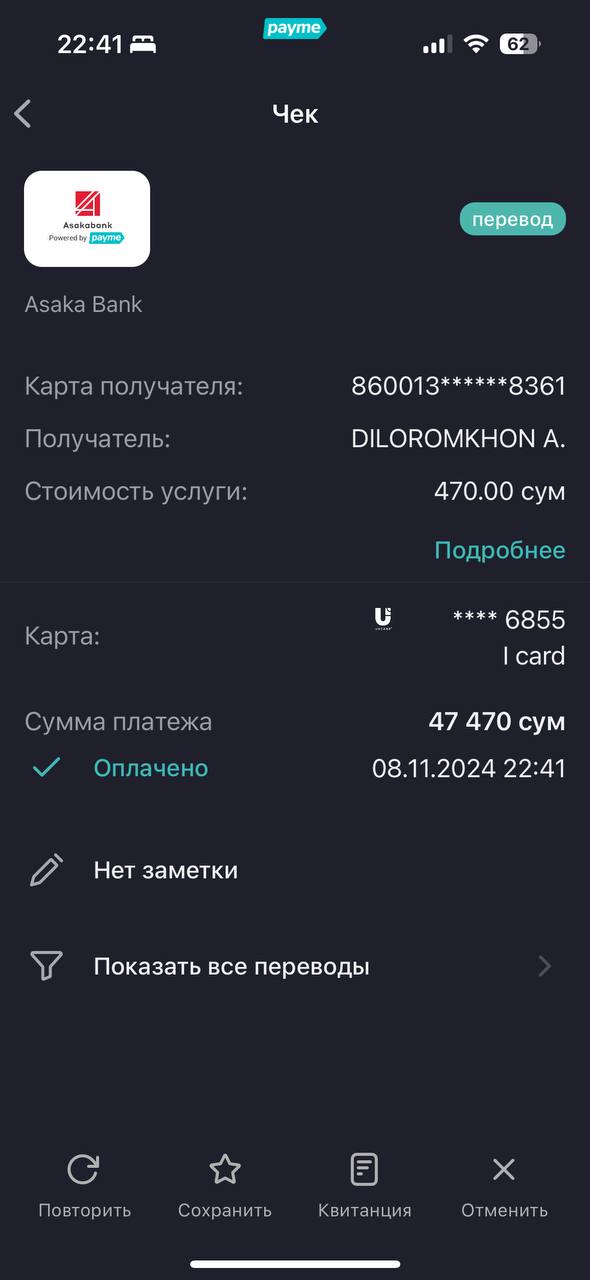 22:41
payme
62
Чек
Asakabank
Powered by payme
перевод
Asaka Bank
Карта получателя: 860013******8361
Получатель: DILOROMKHON A.
Стоимость услуги: 470.00 сум
Подробнее
Карта: **** 6855
I card
Сумма платежа 47 470 сум
Оплачено 08.11.2024 22:41
Нет заметки
Показать все переводы
Повторить Сохранить Квитанция Отменить